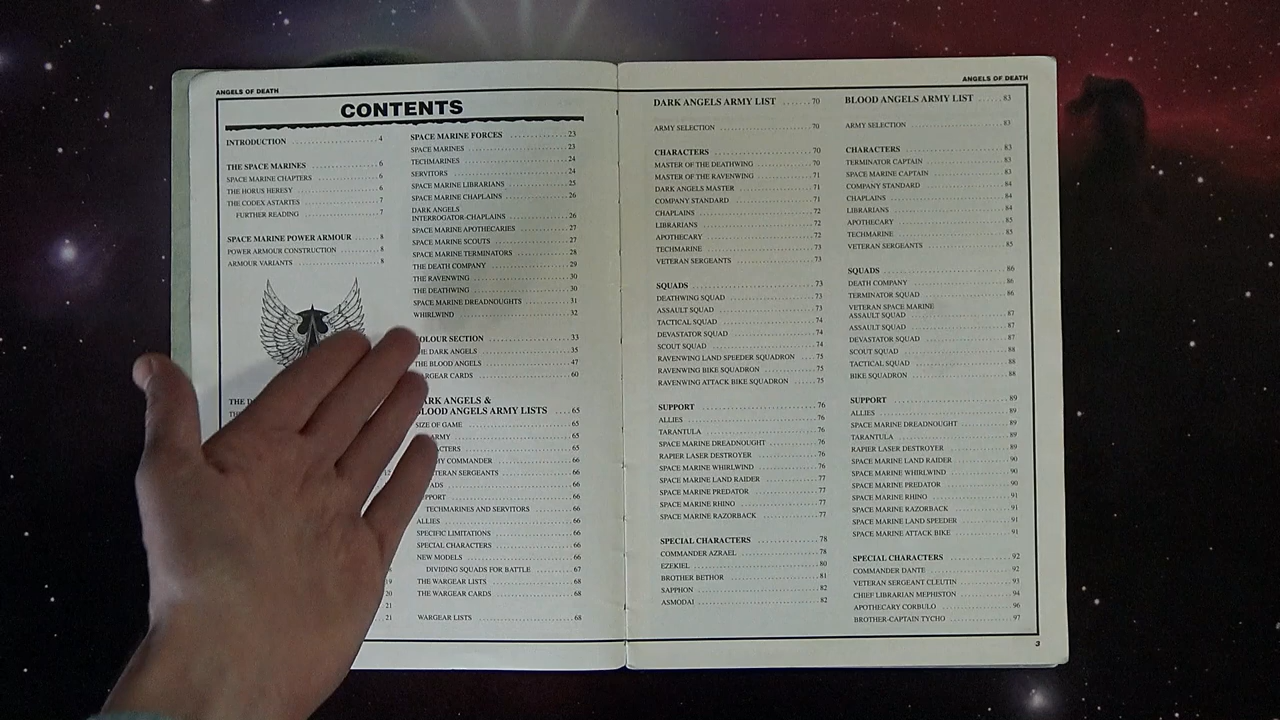 ANGELS OF DEATH
CONTENTS
INTRODUCTION 4
THE SPACE MARINES 6
SPACE MARINE CHAPTERS 6
THE HORUS HERESY 6
THE CODEX ASTARTES 7
FURTHER READING 7
SPACE MARINE POWER ARMOUR 8
POWER ARMOUR CONSTRUCTION 8
ARMOUR VARIANTS 8
THE
12
19
20
21
21
SPACE MARINE FORCES 23
SPACE MARINES 23
TECHMARINES 24
SERVITORS 24
SPACE MARINE LIBRARIANS 25
SPACE MARINE CHAPLAINS 26
DARK ANGELS
INTERROGATOR-CHAPLAINS 26
SPACE MARINE APOTHECARIES 27
SPACE MARINE SCOUTS 27
SPACE MARINE TERMINATORS 28
THE DEATH COMPANY 29
THE RAVENWING 30
THE DEATHWING 30
SPACE MARINE DREADNOUGHTS 31
WHIRLWIND 32
OLOUR SECTION 33
HE DARK ANGELS 35
THE BLOOD ANGELS 47
ARGEAR CARDS 60
ARK ANGELS &
LOOD ANGELS ARMY LISTS 65
SIZE OF GAME 65
ARMY 65
CTERS 65
MY COMMANDER 66
TERAN SERGEANTS 66
ADS 66
PPORT 66
TECHMARINES AND SERVITORS 66
ALLIES 66
SPECIFIC LIMITATIONS 66
SPECIAL CHARACTERS 66
NEW MODELS 66
DIVIDING SQUADS FOR BATTLE 67
THE WARGEAR LISTS 68
THE WARGEAR CARDS 68
WARGEAR LISTS 68
ANGELS OF DEATH
DARK ANGELS ARMY LIST 70
ARMY SELECTION 70
CHARACTERS 70
MASTER OF THE DEATHWING 70
MASTER OF THE RAVENWING 71
DARK ANGELS MASTER 71
COMPANY STANDARD 71
CHAPLAINS 72
LIBRARIANS 72
APOTHECARY 72
TECHMARINE 73
VETERAN SERGEANTS 73
SQUADS 73
DEATHWING SQUAD 73
ASSAULT SQUAD 73
TACTICAL SQUAD 74
DEVASTATOR SQUAD 74
SCOUT SQUAD 74
RAVENWING LAND SPEEDER SQUADRON 75
RAVENWING BIKE SQUADRON 75
RAVENWING ATTACK BIKE SQUADRON 75
SUPPORT 76
ALLIES 76
TARANTULA 76
SPACE MARINE DREADNOUGHT 76
RAPIER LASER DESTROYER 76
SPACE MARINE WHIRLWIND 76
SPACE MARINE LAND RAIDER 77
SPACE MARINE PREDATOR 77
SPACE MARINE RHINO 77
SPACE MARINE RAZORBACK 77
SPECIAL CHARACTERS 78
COMMANDER AZRAEL 78
EZEKIEL 80
BROTHER BETHOR 81
SAPPHON 82
ASMODAI 82
BLOOD ANGELS ARMY LIST 83
ARMY SELECTION 83
CHARACTERS 83
TERMINATOR CAPTAIN 83
SPACE MARINE CAPTAIN 83
COMPANY STANDARD 84
CHAPLAINS 84
LIBRARIANS 84
APOTHECARY 85
TECHMARINE 85
VETERAN SERGEANTS 85
SQUADS 86
DEATH COMPANY 86
TERMINATOR SQUAD 86
VETERAN SPACE MARINE
ASSAULT SQUAD 87
ASSAULT SQUAD 87
DEVASTATOR SQUAD 87
SCOUT SQUAD 88
TACTICAL SQUAD 88
BIKE SQUADRON 88
SUPPORT 89
ALLIES 89
SPACE MARINE DREADNOUGHT 89
TARANTULA 89
RAPIER LASER DESTROYER 89
SPACE MARINE LAND RAIDER 90
SPACE MARINE WHIRLWIND 90
SPACE MARINE PREDATOR 90
SPACE MARINE RHINO 91
SPACE MARINE RAZORBACK 91
SPACE MARINE LAND SPEEDER 91
SPACE MARINE ATTACK BIKE 91
SPECIAL CHARACTERS 92
COMMANDER DANTE 92
VETERAN SERGEANT CLEUTIN 93
CHIEF LIBRARIAN MEPHISTON 94
APOTHECARY CORBULO 96
BROTHER-CAPTAIN TYCHO 97
3